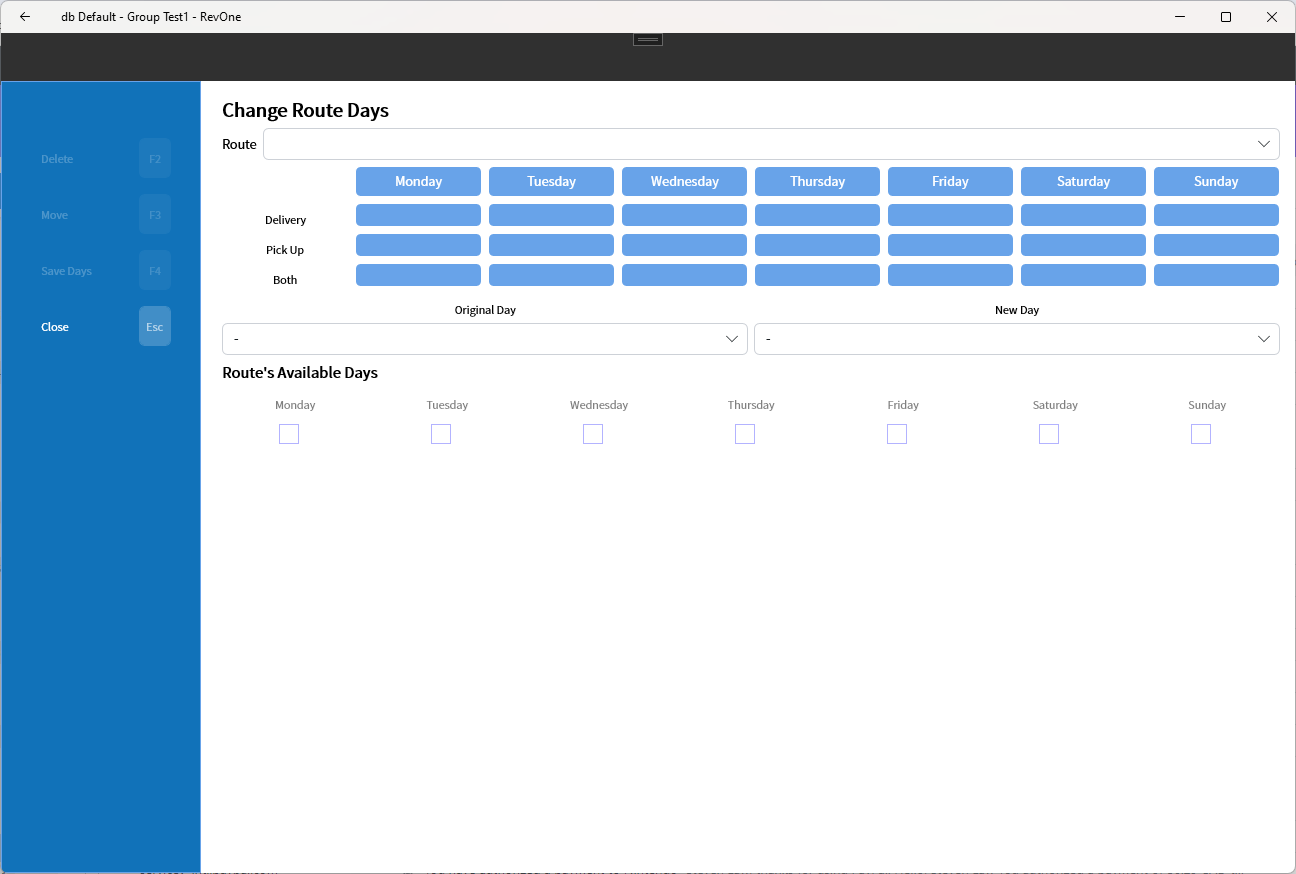 db Default - Group Test1 - RevOne
Delete F2
Move F3
Save Days F4
Close Esc
Change Route Days
Route
Monday Tuesday Wednesday Thursday Friday Saturday Sunday
Delivery
Pick Up
Both
Original Day New Day
- -
Route's Available Days
Monday Tuesday Wednesday Thursday Friday Saturday Sunday